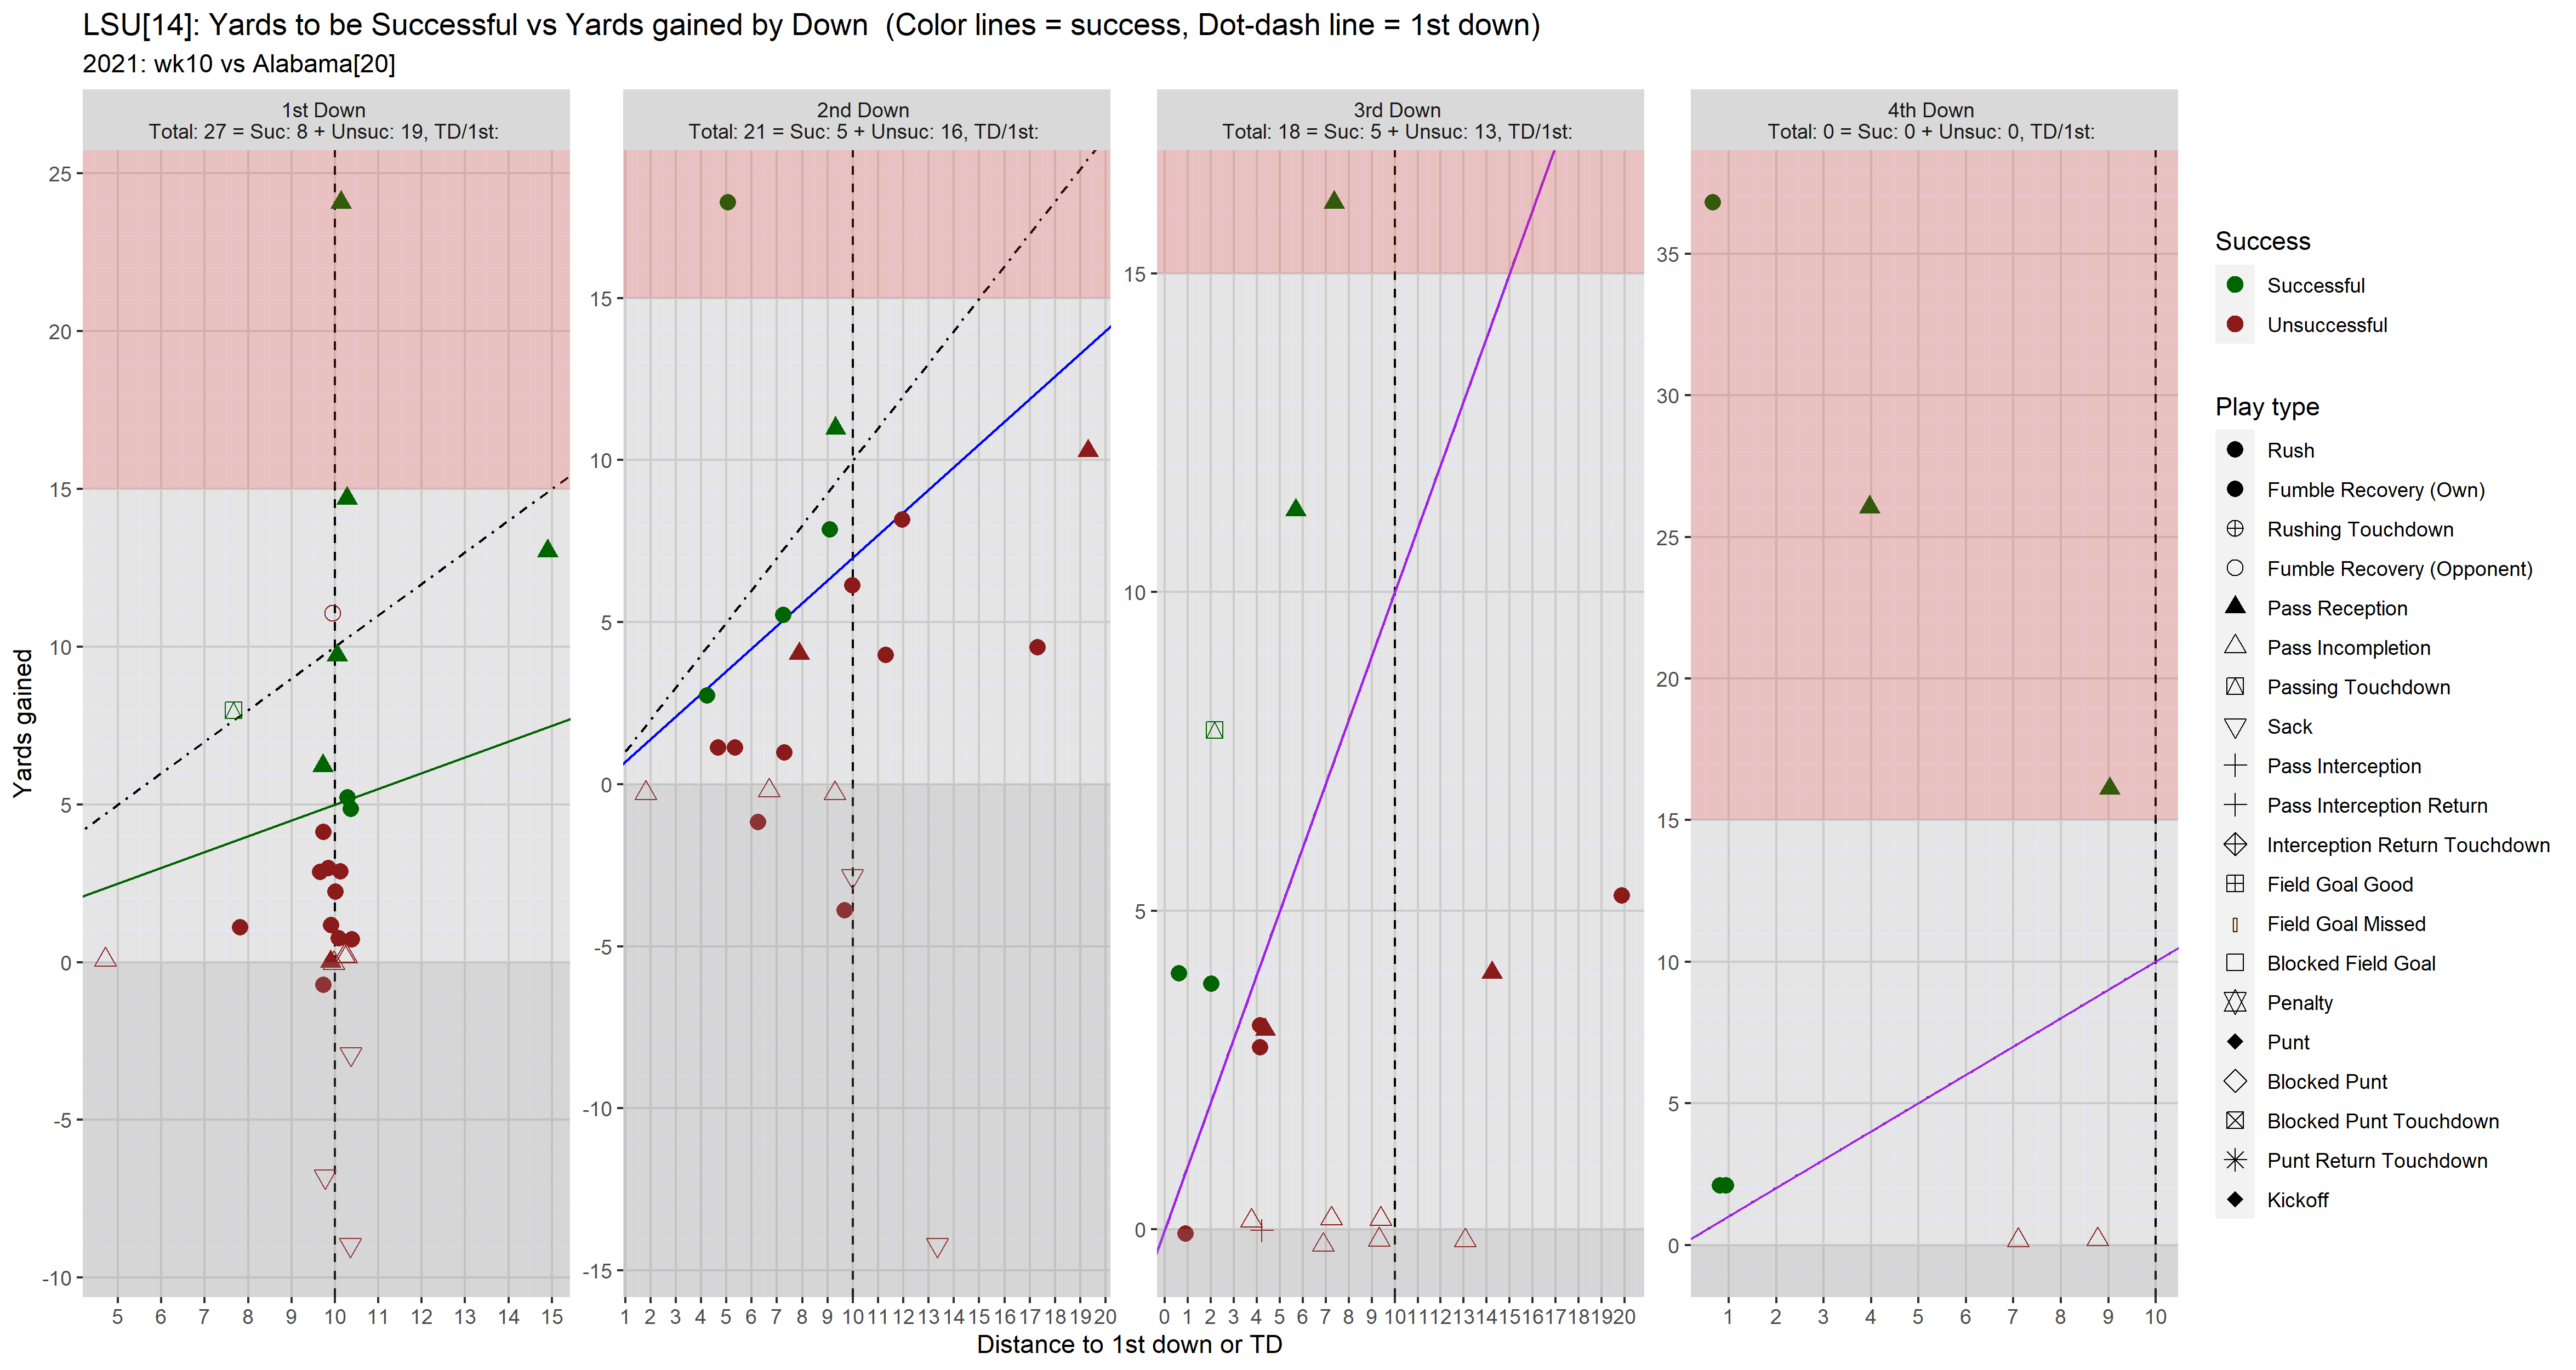 LSU[14]: Yards to be Successful vs Yards gained by Down  (Color lines = success, Dot-dash line = 1st down)
2021: wk10 vs Alabama[20]
1st Down
Total: 27 = Suc: 8 + Unsuc: 19, TD/1st:
2nd Down
Total: 21 = Suc: 5 + Unsuc: 16, TD/1st:
3rd Down
Total: 18 = Suc: 5 + Unsuc: 13, TD/1st:
4th Down
Total: 0 = Suc: 0 + Unsuc: 0, TD/1st:
Yards gained
25
20
15
10
5
0
-5
-10
5 6 7 8 9 10 11 12 13 14 15
15
10
5
0
-5
-10
-15
1 2 3 4 5 6 7 8 9 10 11 12 13 14 15 16 17 18 19 20
15
10
5
0
0 1 2 3 4 5 6 7 8 9 10 11 12 13 14 15 16 17 18 19 20
35
30
25
20
15
10
5
0
1 2 3 4 5 6 7 8 9 10
Distance to 1st down or TD
Success
Successful
Unsuccessful
Play type
Rush
Fumble Recovery (Own)
Rushing Touchdown
Fumble Recovery (Opponent)
Pass Reception
Pass Incompletion
Passing Touchdown
Sack
Pass Interception
Pass Interception Return
Interception Return Touchdown
Field Goal Good
Field Goal Missed
Blocked Field Goal
Penalty
Punt
Blocked Punt
Blocked Punt Touchdown
Punt Return Touchdown
Kickoff